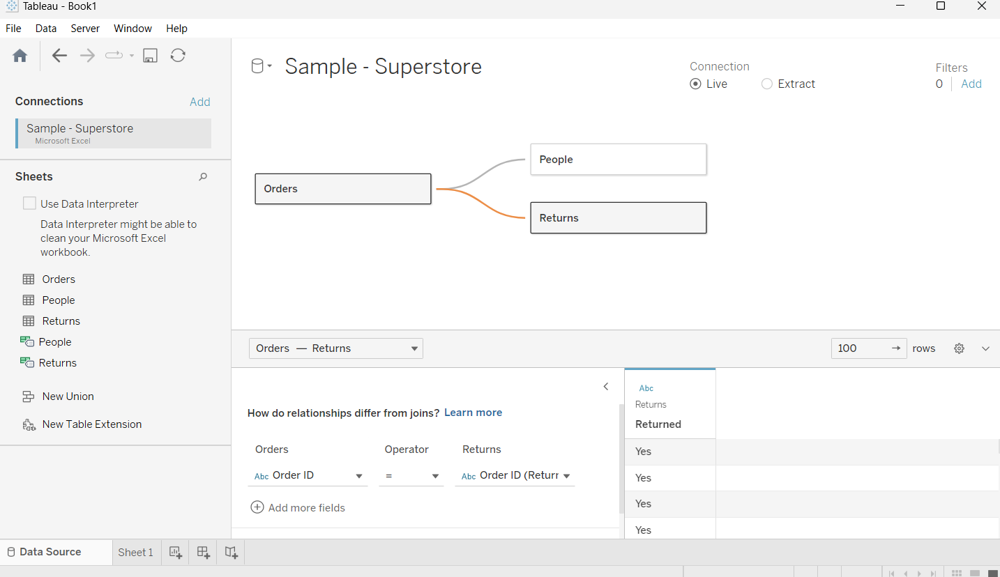 Tableau - Book1
File Data Server Window Help
Sample - Superstore
Connection
Live Extract
Filters
0 Add
Connections Add
Sample - Superstore
Microsoft Excel
Sheets
Use Data Interpreter
Data Interpreter might be able to
clean your Microsoft Excel
workbook.
Orders
People
Returns
People
Returns
New Union
New Table Extension
Orders
People
Returns
Orders — Returns
100 → rows
How do relationships differ from joins? Learn more
Orders Operator Returns
Abc Order ID = Abc Order ID (Returr
Add more fields
Abc
Returns
Returned
Yes
Yes
Yes
Yes
Data Source Sheet 1